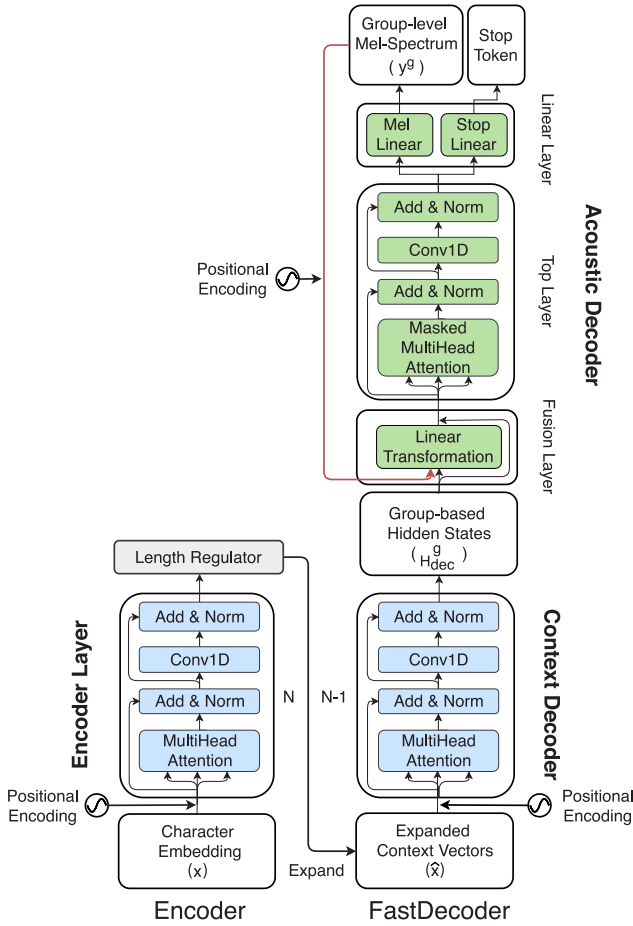 Group-level
Mel-Spectrum
( y^g )
Stop
Token
Mel
Linear
Stop
Linear
Linear Layer
Add & Norm
Conv1D
Add & Norm
Masked
MultiHead
Attention
Top Layer
Acoustic Decoder
Positional
Encoding
Linear
Transformation
Fusion Layer
Group-based
Hidden States
( H_dec^g )
Length Regulator
Add & Norm
Conv1D
Add & Norm
MultiHead
Attention
Encoder Layer
N
N-1
Add & Norm
Conv1D
Add & Norm
MultiHead
Attention
Context Decoder
Positional
Encoding
Positional
Encoding
Character
Embedding
(x)
Expand
Expanded
Context Vectors
(x̂)
Encoder
FastDecoder